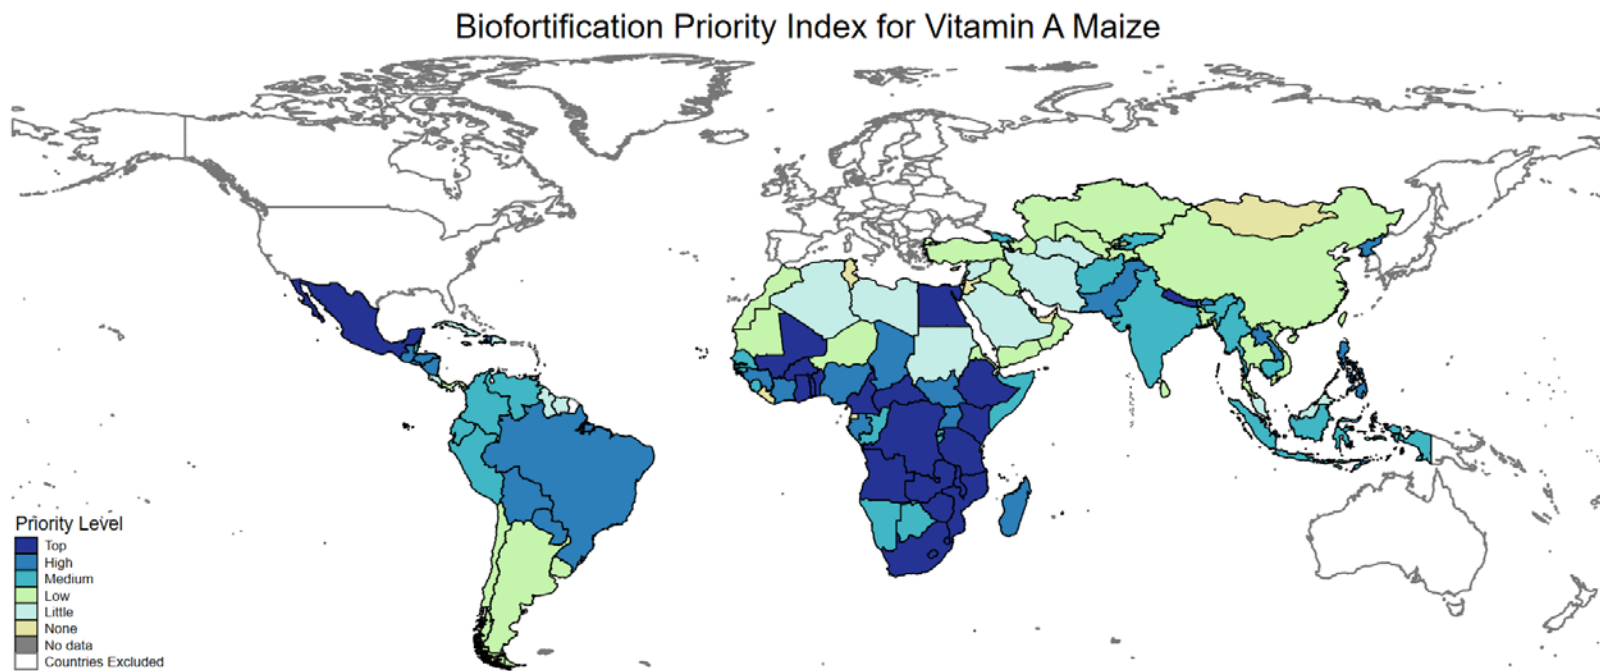 Biofortification Priority Index for Vitamin A Maize
Priority Level
Top
High
Medium
Low
Little
None
No data
Countries Excluded